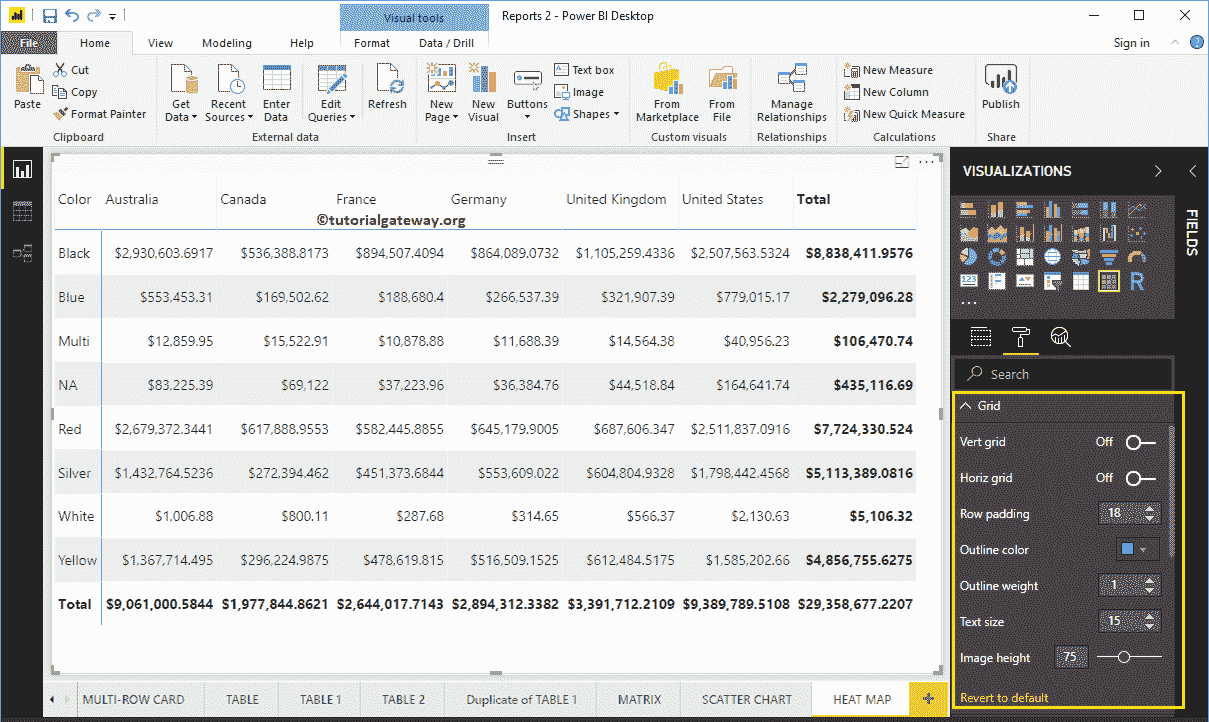 Visual tools
Reports 2 - Power BI Desktop
File Home View Modeling Help Format Data / Drill Sign in
Paste
Cut
Copy
Format Painter
Clipboard
Get Data
Recent Sources
Enter Data
Edit Queries
External data
Refresh
New Page
New Visual
Buttons
Text box
Image
Shapes
Insert
From Marketplace
From File
Custom visuals
Manage Relationships
Relationships
New Measure
New Column
New Quick Measure
Calculations
Publish
Share
Color Australia Canada France Germany United Kingdom United States Total
©tutorialgateway.org
Black $2,930,603.6917 $536,388.8173 $894,507.4094 $864,089.0732 $1,105,259.4336 $2,507,563.5324 $8,838,411.9576
Blue $553,453.31 $169,502.62 $188,680.4 $266,537.39 $321,907.39 $779,015.17 $2,279,096.28
Multi $12,859.95 $15,522.91 $10,878.88 $11,688.39 $14,564.38 $40,956.23 $106,470.74
NA $83,225.39 $69,122 $37,223.96 $36,384.76 $44,518.84 $164,641.74 $435,116.69
Red $2,679,372.3441 $617,888.9553 $582,445.8855 $645,179.9005 $687,606.347 $2,511,837.0916 $7,724,330.524
Silver $1,432,764.5236 $272,394.462 $451,373.6844 $553,609.022 $604,804.9328 $1,798,442.4568 $5,113,389.0816
White $1,006.88 $800.11 $287.68 $314.65 $566.37 $2,130.63 $5,106.32
Yellow $1,367,714.495 $296,224.9875 $478,619.815 $516,509.1525 $612,484.5175 $1,585,202.66 $4,856,755.6275
Total $9,061,000.5844 $1,977,844.8621 $2,644,017.7143 $2,894,312.3382 $3,391,712.2109 $9,389,789.5108 $29,358,677.2207
MULTI-ROW CARD TABLE TABLE 1 TABLE 2 Duplicate of TABLE 1 MATRIX SCATTER CHART HEAT MAP +
VISUALIZATIONS
FIELDS
123
R
...
Search
Grid
Vert grid Off
Horiz grid Off
Row padding 18
Outline color
Outline weight 1
Text size 15
Image height 75
Revert to default